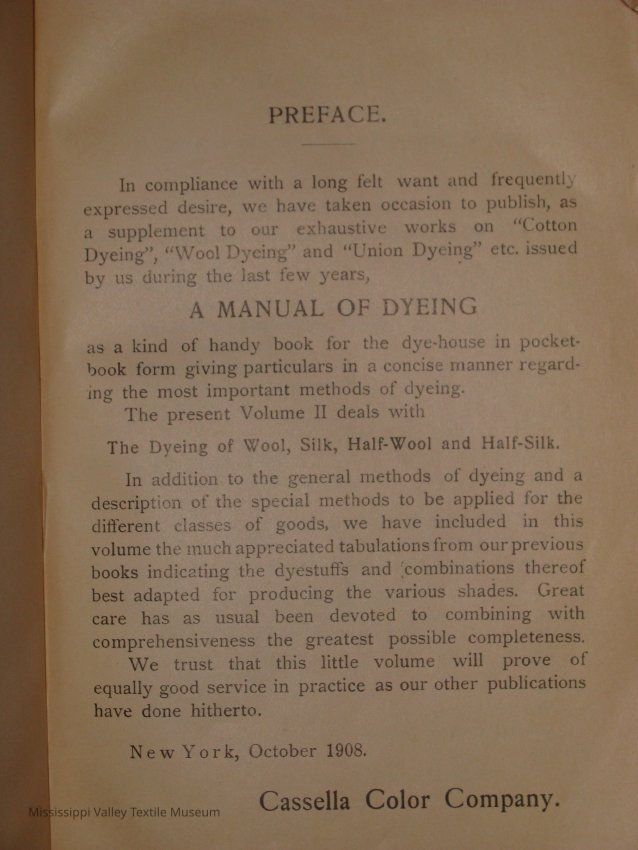 PREFACE.
In compliance with a long felt want and frequently
expressed desire, we have taken occasion to publish, as
a supplement to our exhaustive works on "Cotton
Dyeing", "Wool Dyeing" and "Union Dyeing" etc. issued
by us during the last few years,
A MANUAL OF DYEING
as a kind of handy book for the dye-house in pocket-
book form giving particulars in a concise manner regard-
ing the most important methods of dyeing.
The present Volume II deals with
The Dyeing of Wool, Silk, Half-Wool and Half-Silk.
In addition to the general methods of dyeing and a
description of the special methods to be applied for the
different classes of goods, we have included in this
volume the much appreciated tabulations from our previous
books indicating the dyestuffs and combinations thereof
best adapted for producing the various shades. Great
care has as usual been devoted to combining with
comprehensiveness the greatest possible completeness.
We trust that this little volume will prove of
equally good service in practice as our other publications
have done hitherto.
New York, October 1908.
Cassella Color Company.
Mississippi Valley Textile Museum